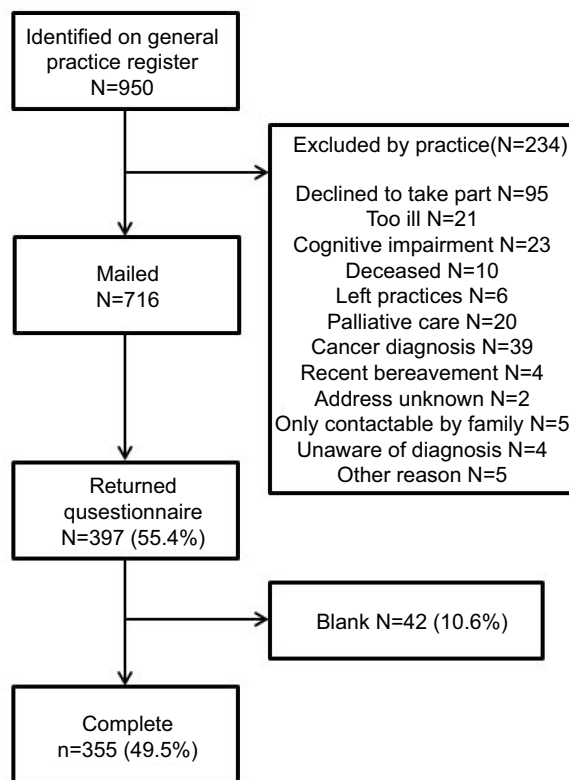 Identified on general
practice register
N=950
Excluded by practice(N=234)
Declined to take part N=95
Too ill N=21
Cognitive impairment N=23
Deceased N=10
Left practices N=6
Palliative care N=20
Cancer diagnosis N=39
Recent bereavement N=4
Address unknown N=2
Only contactable by family N=5
Unaware of diagnosis N=4
Other reason N=5
Mailed
N=716
Returned
qusestionnaire
N=397 (55.4%)
Blank N=42 (10.6%)
Complete
n=355 (49.5%)